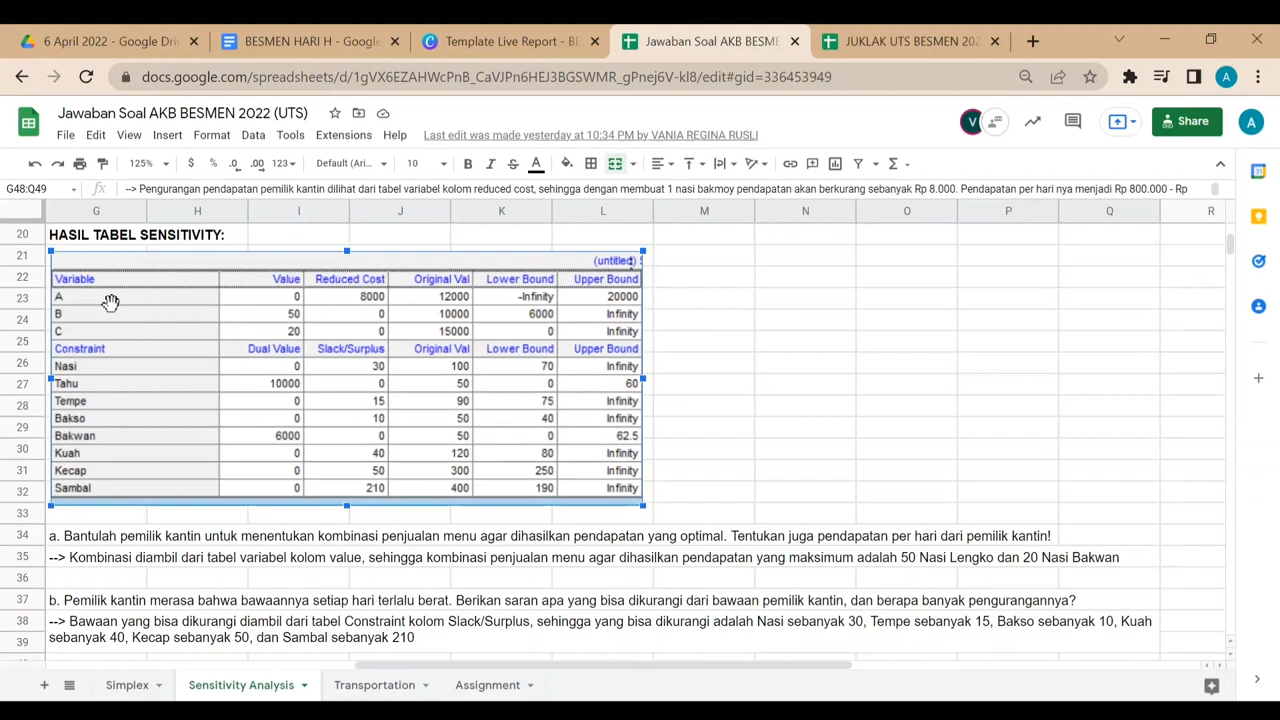 6 April 2022 - Google Dri
BESMEN HARI H - Google
Template Live Report - BE
Jawaban Soal AKB BESME
JUKLAK UTS BESMEN 202
docs.google.com/spreadsheets/d/1gVX6EZAHWcPnB_CaVJPn6HEJ3BGSWMR_gPnej6V-kI8/edit#gid=336453949
A
Jawaban Soal AKB BESMEN 2022 (UTS)
File Edit View Insert Format Data Tools Extensions Help Last edit was made yesterday at 10:34 PM by VANIA REGINA RUSLI
V
Share
A
125% $ % .0 .00 123 Default (Ari... 10 B I S A
G48:Q49 fx --> Pengurangan pendapatan pemilik kantin dilihat dari tabel variabel kolom reduced cost, sehingga dengan membuat 1 nasi bakmoy pendapatan akan berkurang sebanyak Rp 8.000. Pendapatan per hari nya menjadi Rp 800.000 - Rp
G H I J K L M N O P Q R
20 HASIL TABEL SENSITIVITY:
21 (untitled) S
22 Variable Value Reduced Cost Original Val Lower Bound Upper Bound
23 A 0 8000 12000 -Infinity 20000
24 B 50 0 10000 6000 Infinity
25 C 20 0 15000 0 Infinity
Constraint Dual Value Slack/Surplus Original Val Lower Bound Upper Bound
26 Nasi 0 30 100 70 Infinity
27 Tahu 10000 0 50 0 60
28 Tempe 0 15 90 75 Infinity
29 Bakso 0 10 50 40 Infinity
Bakwan 6000 0 50 0 62.5
30 Kuah 0 40 120 80 Infinity
31 Kecap 0 50 300 250 Infinity
32 Sambal 0 210 400 190 Infinity
33
34 a. Bantulah pemilik kantin untuk menentukan kombinasi penjualan menu agar dihasilkan pendapatan yang optimal. Tentukan juga pendapatan per hari dari pemilik kantin!
35 --> Kombinasi diambil dari tabel variabel kolom value, sehingga kombinasi penjualan menu agar dihasilkan pendapatan yang maksimum adalah 50 Nasi Lengko dan 20 Nasi Bakwan
36
37 b. Pemilik kantin merasa bahwa bawaannya setiap hari terlalu berat. Berikan saran apa yang bisa dikurangi dari bawaan pemilik kantin, dan berapa banyak pengurangannya?
38 --> Bawaan yang bisa dikurangi diambil dari tabel Constraint kolom Slack/Surplus, sehingga yang bisa dikurangi adalah Nasi sebanyak 30, Tempe sebanyak 15, Bakso sebanyak 10, Kuah
39 sebanyak 40, Kecap sebanyak 50, dan Sambal sebanyak 210
Simplex Sensitivity Analysis Transportation Assignment